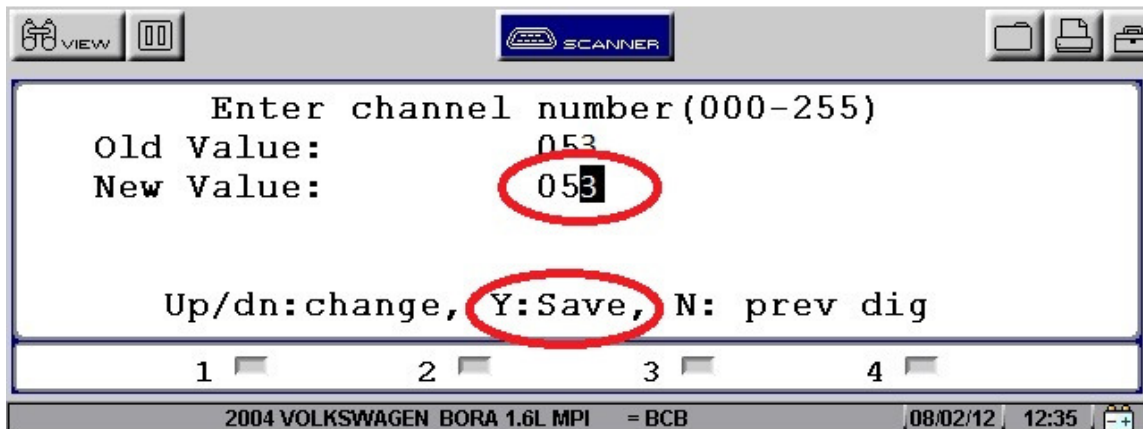 VIEW SCANNER
Enter channel number(000-255)
Old Value: 053
New Value: 053
Up/dn:change, Y:Save, N: prev dig
1 2 3 4
2004 VOLKSWAGEN BORA 1.6L MPI = BCB 08/02/12 12:35